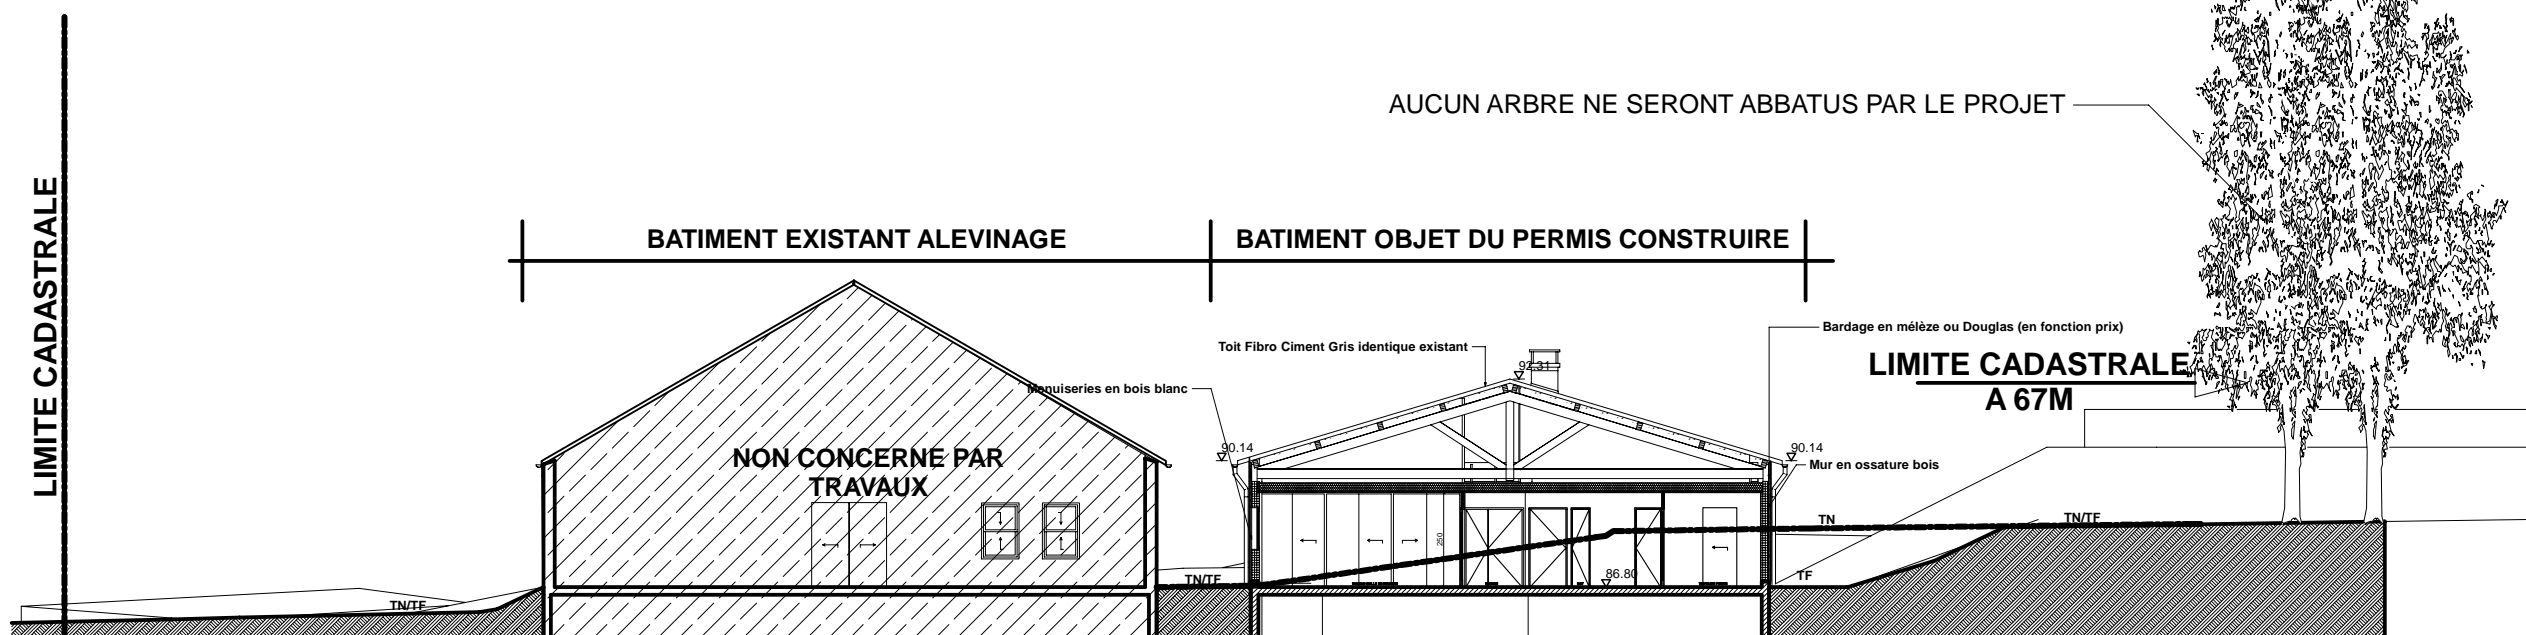 AUCUN ARBRE NE SERONT ABBATUS PAR LE PROJET
LIMITE CADASTRALE
BATIMENT EXISTANT ALEVINAGE
BATIMENT OBJET DU PERMIS CONSTRUIRE
Bardage en mélèze ou Douglas (en fonction prix)
Toit Fibro Ciment Gris identique existant
LIMITE CADASTRALE
A 67M
92.31
Menuiseries en bois blanc
90.14
90.14
NON CONCERNE PAR
TRAVAUX
Mur en ossature bois
TN
TN/TF
250
86.80
TF
TN/TF
TN/TF